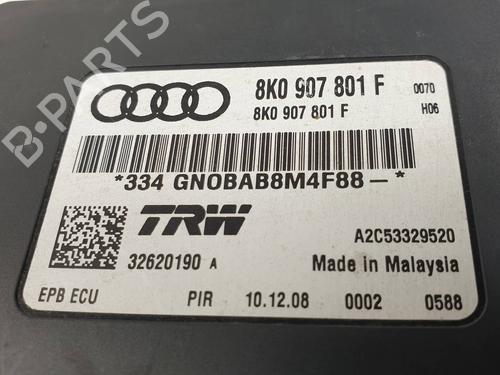 8K0 907 801 F 0070
8K0 907 801 F H06
*334 GNOBAB8M4F88-*
TRW
A2C53329520
32620190 A Made in Malaysia
EPB ECU PIR 10.12.08 0002 0588
B-PARTS